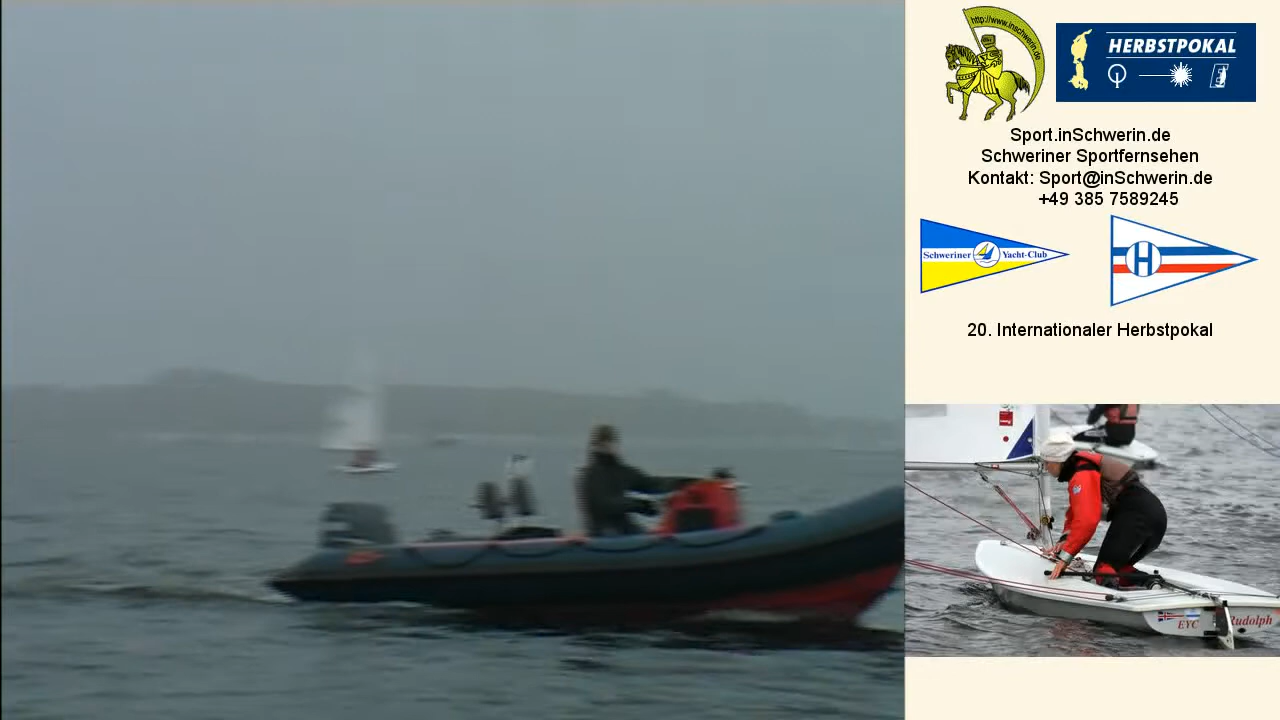 http://www.inschwerin.de
HERBSTPOKAL
Sport.inSchwerin.de
Schweriner Sportfernsehen
Kontakt: Sport@inSchwerin.de
+49 385 7589245
Schweriner Yacht-Club
H
20. Internationaler Herbstpokal
EYC Rudolph